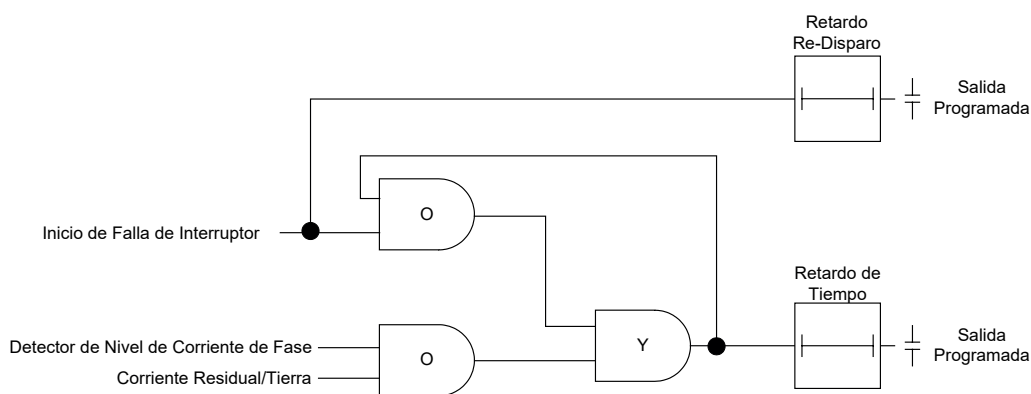 Retardo
Re-Disparo
Salida
Programada
O
Inicio de Falla de Interruptor
Retardo de
Tiempo
Detector de Nivel de Corriente de Fase
O
Y
Salida
Programada
Corriente Residual/Tierra